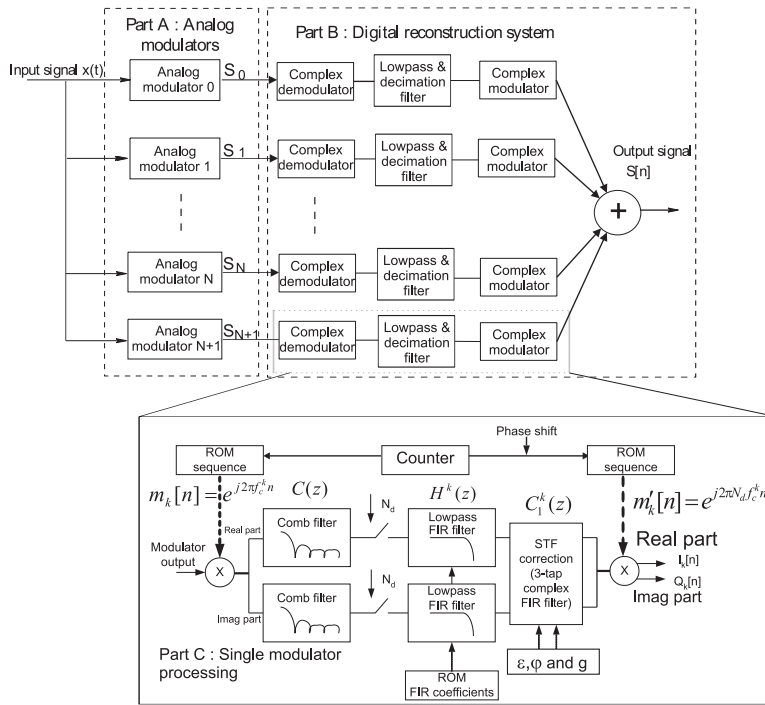 Part A : Analog
modulators
Part B : Digital reconstruction system
Input signal x(t)
Analog
modulator 0
S0
Complex
demodulator
Lowpass &
decimation
filter
Complex
modulator
Analog
modulator 1
S1
Complex
demodulator
Lowpass &
decimation
filter
Complex
modulator
Output signal
S[n]
+
Analog
modulator N
SN
Complex
demodulator
Lowpass &
decimation
filter
Complex
modulator
Analog
modulator N+1
SN+1
Complex
demodulator
Lowpass &
decimation
filter
Complex
modulator
Phase shift
ROM
sequence
Counter
ROM
sequence
m_k[n] = e^{j2πf_c^k n}
C(z)
N_d
H^k(z)
C_1^k(z)
m'_k[n] = e^{j2πN_d f_c^k n}
Real part
Comb filter
Lowpass
FIR filter
STF
correction
(3-tap
complex
FIR filter)
Real part
Modulator
output
X
X
I_k[n]
Q_k[n]
Imag part
N_d
Imag part
Comb filter
Lowpass
FIR filter
Part C : Single modulator
processing
ε,φ and g
ROM
FIR coefficients